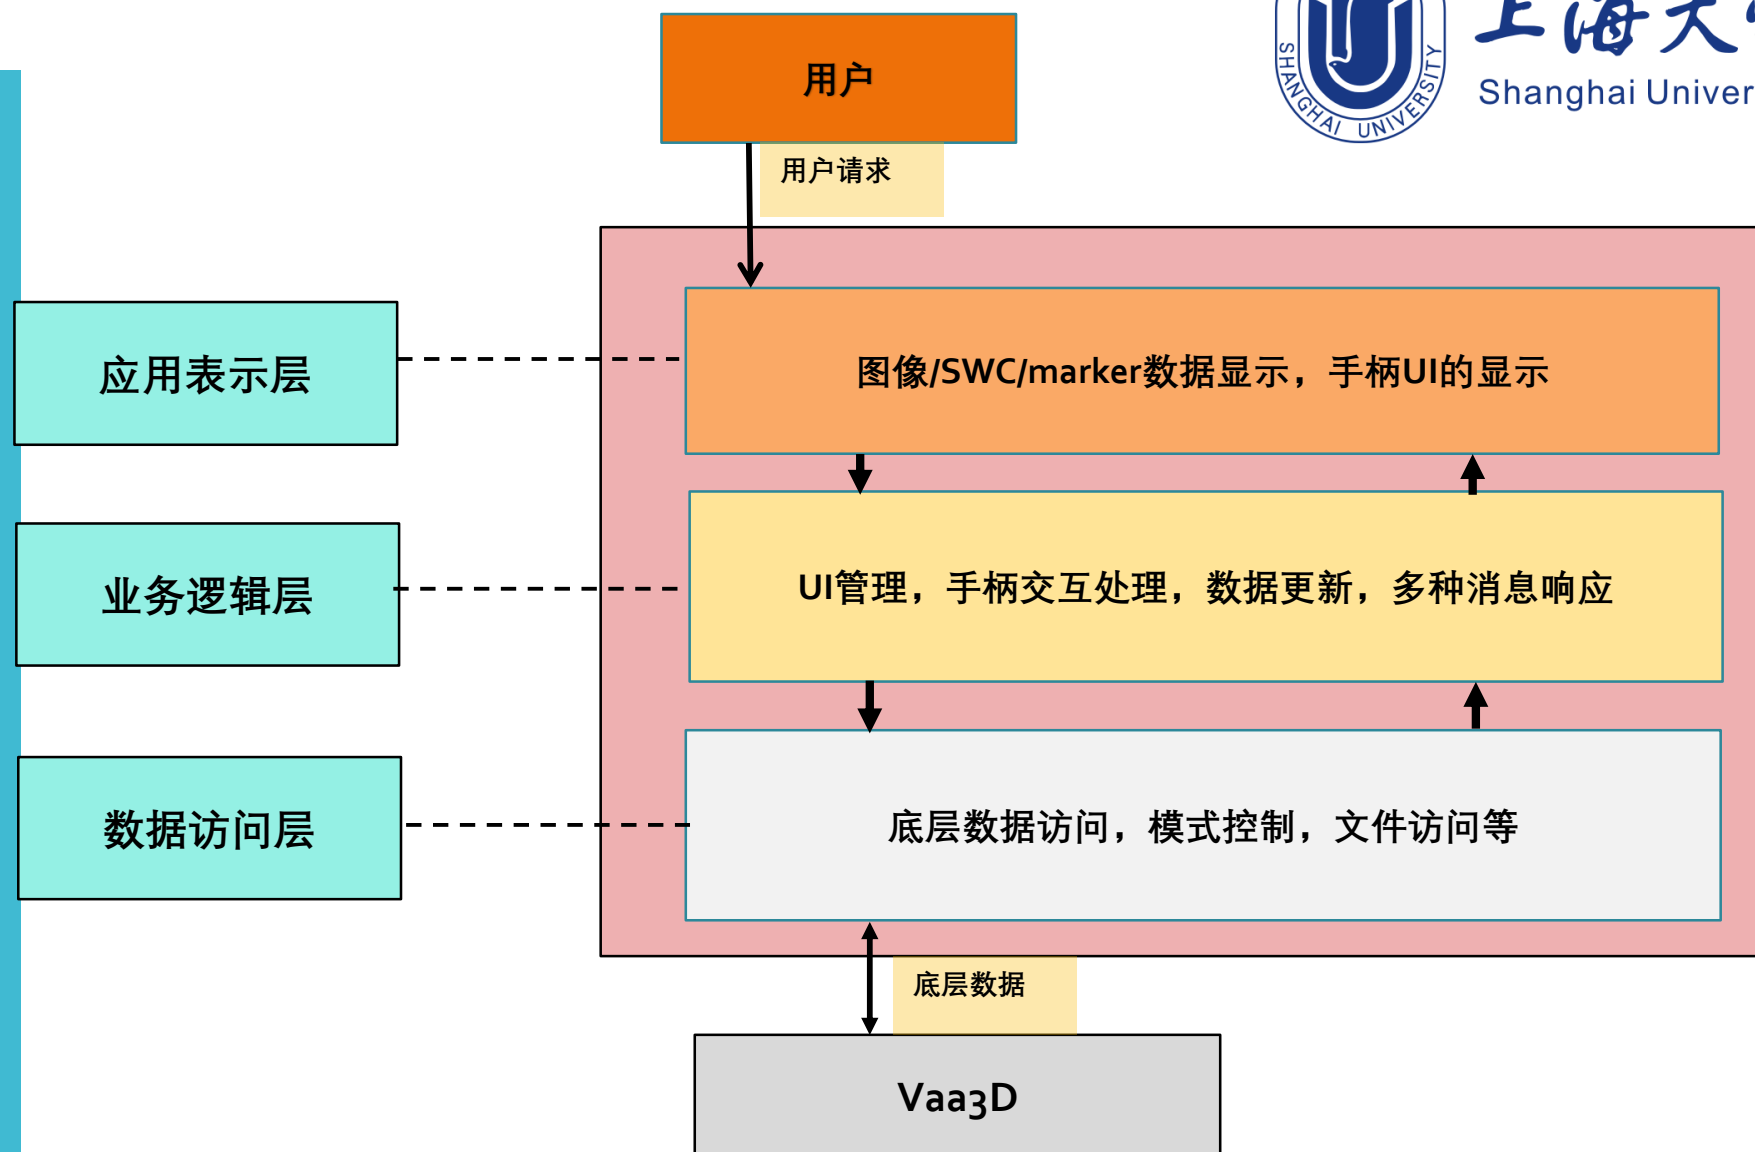 用户
上海大
SHANGHAI UNIVERSITY
Shanghai Univer
用户请求
应用表示层
图像/SWC/marker数据显示，手柄UI的显示
业务逻辑层
UI管理，手柄交互处理，数据更新，多种消息响应
数据访问层
底层数据访问，模式控制，文件访问等
底层数据
Vaa3D